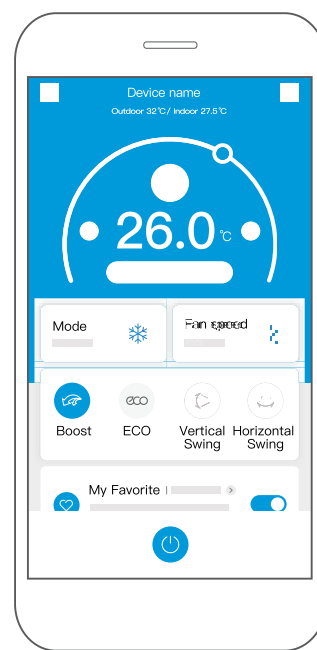 Device name
Outdoor 32℃/ Indoor 27.5℃
26.0 ℃
Mode
Fan speed
eco
Boost
ECO
Vertical Swing
Horizontal Swing
My Favorite